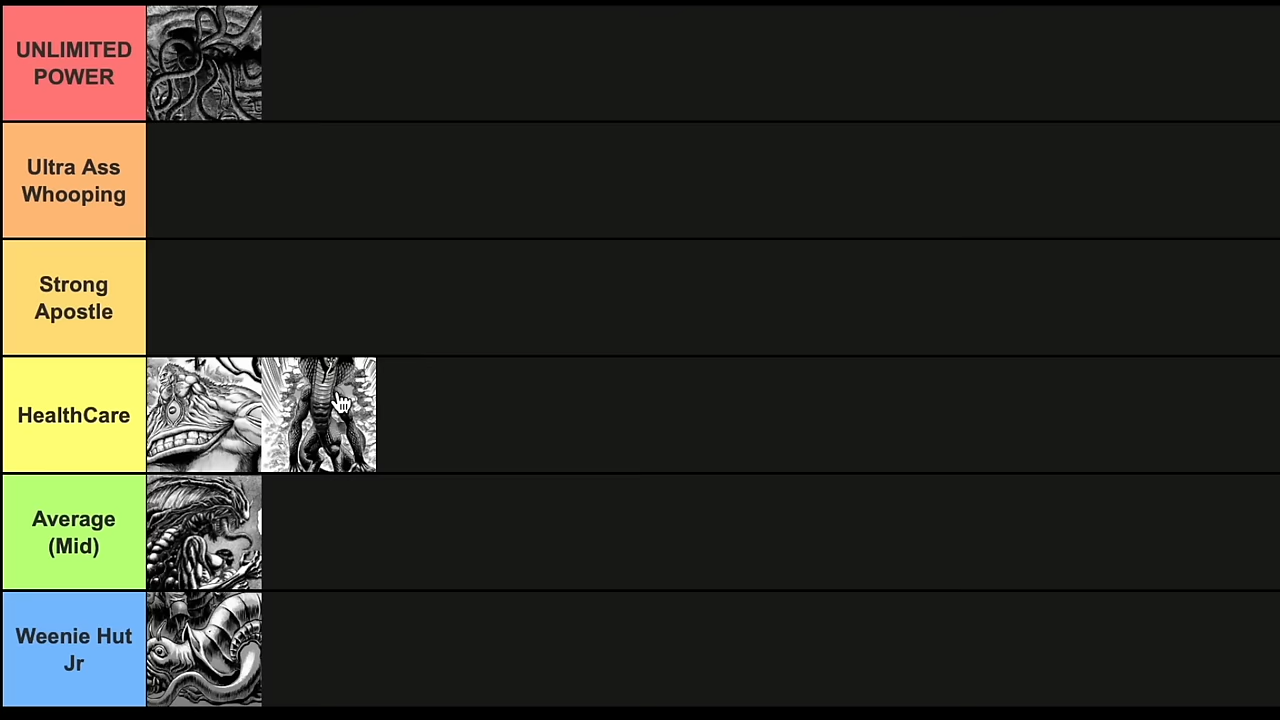 UNLIMITED
POWER
Ultra Ass
Whooping
Strong
Apostle
HealthCare
Average
(Mid)
Weenie Hut
Jr